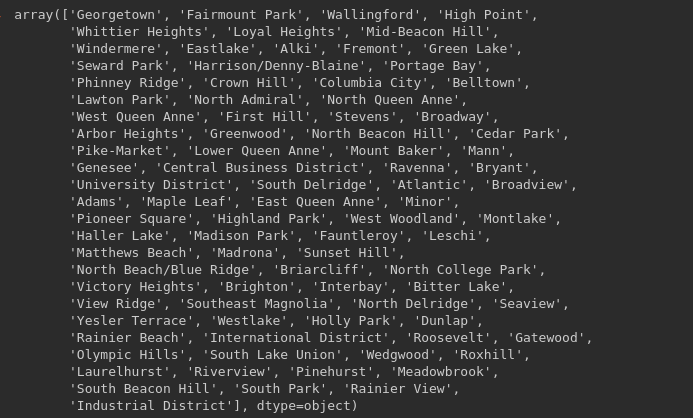 array(['Georgetown', 'Fairmount Park', 'Wallingford', 'High Point',
'Whittier Heights', 'Loyal Heights', 'Mid-Beacon Hill',
'Windermere', 'Eastlake', 'Alki', 'Fremont', 'Green Lake',
'Seward Park', 'Harrison/Denny-Blaine', 'Portage Bay',
'Phinney Ridge', 'Crown Hill', 'Columbia City', 'Belltown',
'Lawton Park', 'North Admiral', 'North Queen Anne',
'West Queen Anne', 'First Hill', 'Stevens', 'Broadway',
'Arbor Heights', 'Greenwood', 'North Beacon Hill', 'Cedar Park',
'Pike-Market', 'Lower Queen Anne', 'Mount Baker', 'Mann',
'Genesee', 'Central Business District', 'Ravenna', 'Bryant',
'University District', 'South Delridge', 'Atlantic', 'Broadview',
'Adams', 'Maple Leaf', 'East Queen Anne', 'Minor',
'Pioneer Square', 'Highland Park', 'West Woodland', 'Montlake',
'Haller Lake', 'Madison Park', 'Fauntleroy', 'Leschi',
'Matthews Beach', 'Madrona', 'Sunset Hill',
'North Beach/Blue Ridge', 'Briarcliff', 'North College Park',
'Victory Heights', 'Brighton', 'Interbay', 'Bitter Lake',
'View Ridge', 'Southeast Magnolia', 'North Delridge', 'Seaview',
'Yesler Terrace', 'Westlake', 'Holly Park', 'Dunlap',
'Rainier Beach', 'International District', 'Roosevelt', 'Gatewood',
'Olympic Hills', 'South Lake Union', 'Wedgwood', 'Roxhill',
'Laurelhurst', 'Riverview', 'Pinehurst', 'Meadowbrook',
'South Beacon Hill', 'South Park', 'Rainier View',
'Industrial District'], dtype=object)